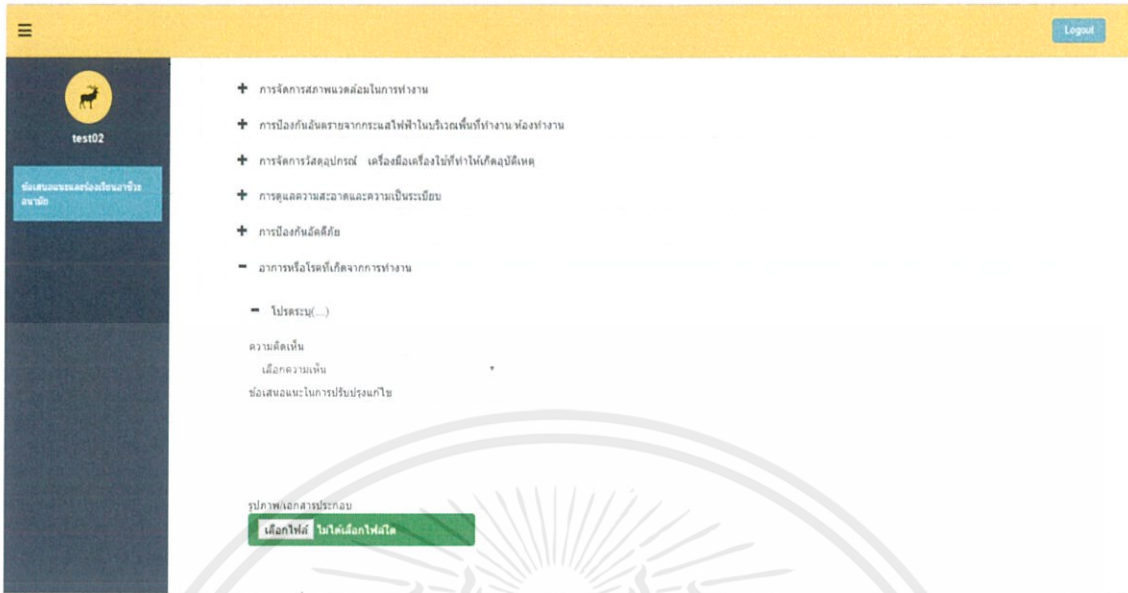 Logout
test02
ข้อเสนอแนะและร้องเรียนอาชีวอนามัย
การจัดการสภาพแวดล้อมในการทำงาน
การป้องกันอันตรายจากกระแสไฟฟ้าในบริเวณพื้นที่ทำงาน/ห้องทำงาน
การจัดการวัสดุอุปกรณ์ เครื่องมือเครื่องใช้ที่ทำให้เกิดอุบัติเหตุ
การดูแลความสะอาดและความเป็นระเบียบ
การป้องกันอัคคีภัย
อาการหรือโรคที่เกิดจากการทำงาน
โปรดระบุ(...)
ความคิดเห็น
เลือกความเห็น
ข้อเสนอแนะในการปรับปรุงแก้ไข
รูปภาพ/เอกสารประกอบ
เลือกไฟล์ ไม่ได้เลือกไฟล์ใด